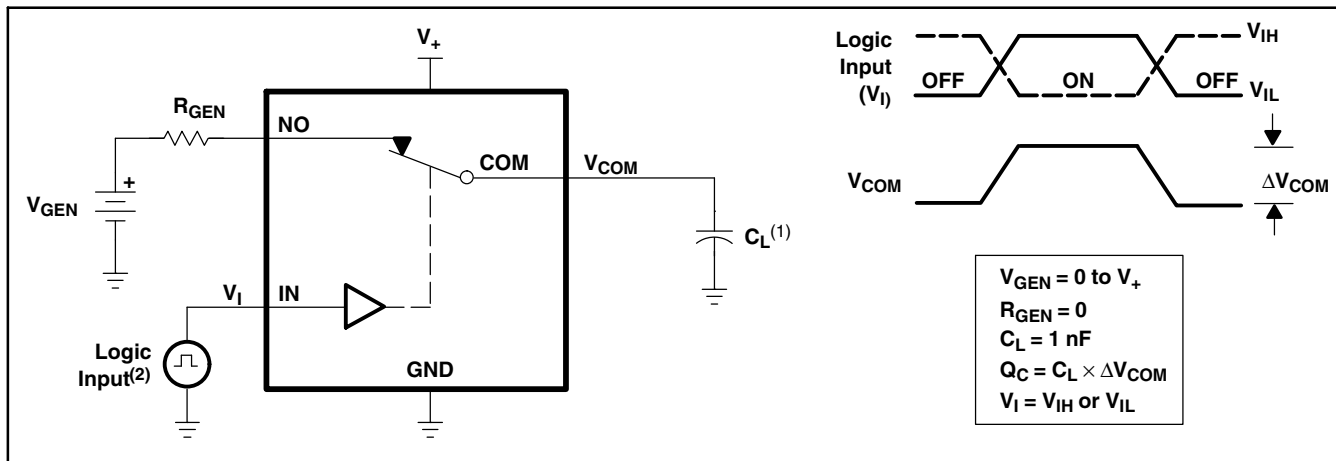 V+
RGEN
NO
COM
VCOM
VGEN
+
CL(1)
VI
IN
Logic
Input(2)
GND
Logic
Input
(VI)
OFF
ON
OFF
VIH
VIL
VCOM
ΔVCOM
VGEN = 0 to V+
RGEN = 0
CL = 1 nF
QC = CL × ΔVCOM
VI = VIH or VIL